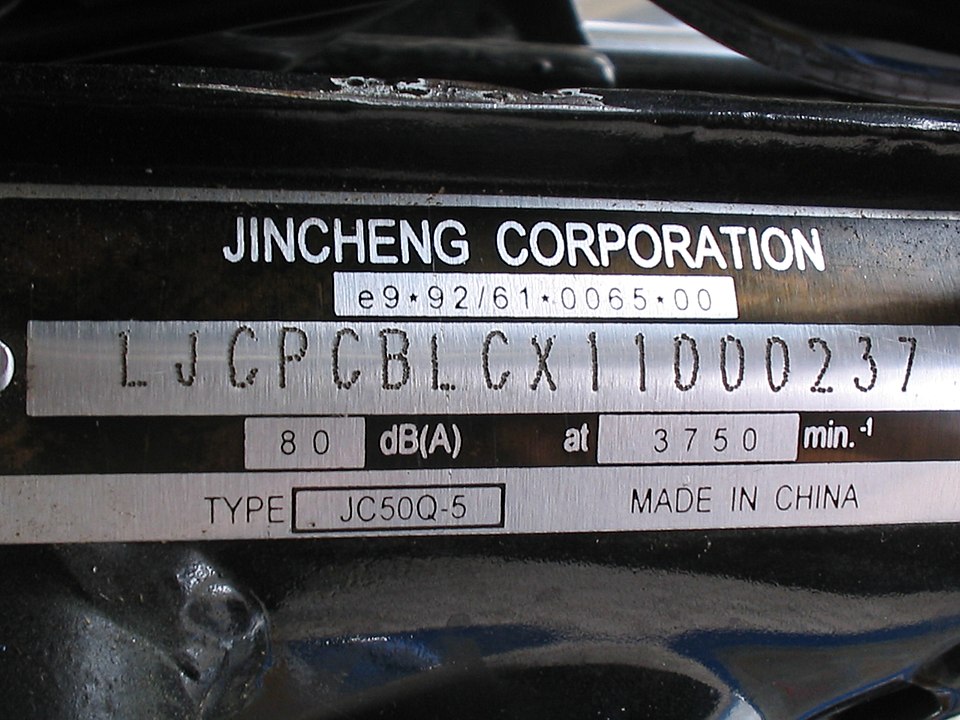 JINCHENG CORPORATION
e9*92/61*0065*00
LJCPCBLCX11000237
80 dB(A) at 3750 min.-1
TYPE JC50Q-5 MADE IN CHINA